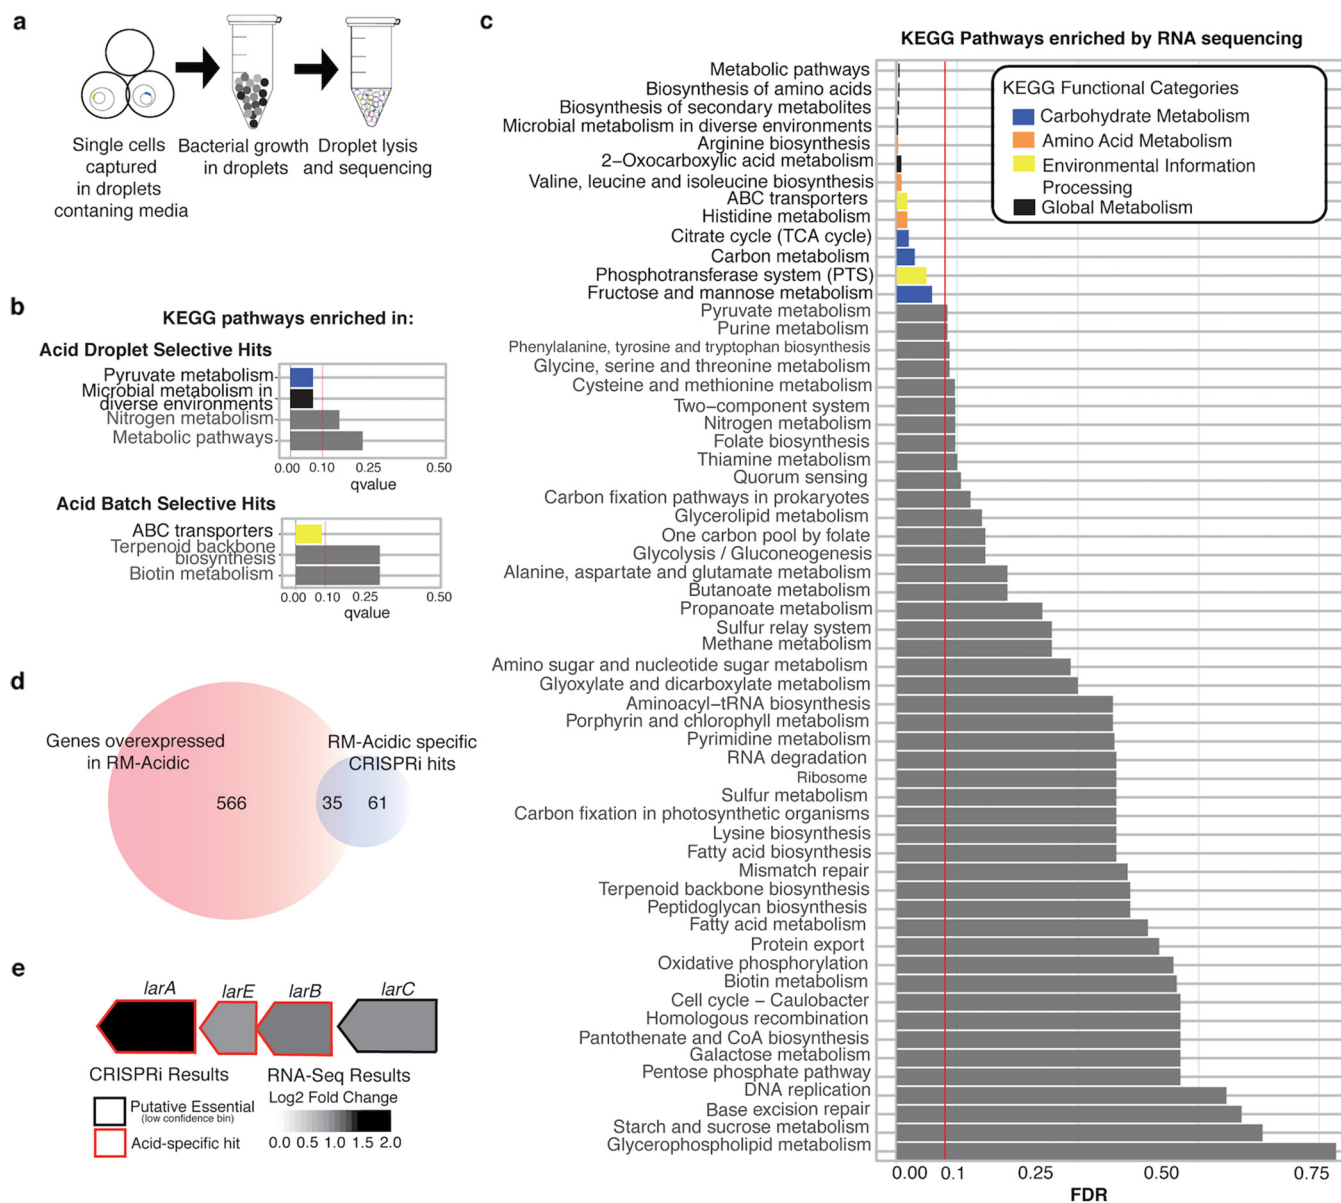 a
Single cells
captured
in droplets
contaning media
Bacterial growth
in droplets
Droplet lysis
and sequencing
b
KEGG pathways enriched in:
Acid Droplet Selective Hits
Pyruvate metabolism
Microbial metabolism in
diverse environments
Nitrogen metabolism
Metabolic pathways
0.00 0.10 0.25 0.50
qvalue
Acid Batch Selective Hits
ABC transporters
Terpenoid backbone
biosynthesis
Biotin metabolism
0.00 0.10 0.25 0.50
qvalue
c
KEGG Pathways enriched by RNA sequencing
Metabolic pathways
Biosynthesis of amino acids
Biosynthesis of secondary metabolites
Microbial metabolism in diverse environments
Arginine biosynthesis
2−Oxocarboxylic acid metabolism
Valine, leucine and isoleucine biosynthesis
ABC transporters
Histidine metabolism
Citrate cycle (TCA cycle)
Carbon metabolism
Phosphotransferase system (PTS)
Fructose and mannose metabolism
Pyruvate metabolism
Purine metabolism
Phenylalanine, tyrosine and tryptophan biosynthesis
Glycine, serine and threonine metabolism
Cysteine and methionine metabolism
Two−component system
Nitrogen metabolism
Folate biosynthesis
Thiamine metabolism
Quorum sensing
Carbon fixation pathways in prokaryotes
Glycerolipid metabolism
One carbon pool by folate
Glycolysis / Gluconeogenesis
Alanine, aspartate and glutamate metabolism
Butanoate metabolism
Propanoate metabolism
Sulfur relay system
Methane metabolism
Amino sugar and nucleotide sugar metabolism
Glyoxylate and dicarboxylate metabolism
Aminoacyl−tRNA biosynthesis
Porphyrin and chlorophyll metabolism
Pyrimidine metabolism
RNA degradation
Ribosome
Sulfur metabolism
Carbon fixation in photosynthetic organisms
Lysine biosynthesis
Fatty acid biosynthesis
Mismatch repair
Terpenoid backbone biosynthesis
Peptidoglycan biosynthesis
Fatty acid metabolism
Protein export
Oxidative phosphorylation
Biotin metabolism
Cell cycle − Caulobacter
Homologous recombination
Pantothenate and CoA biosynthesis
Galactose metabolism
Pentose phosphate pathway
DNA replication
Base excision repair
Starch and sucrose metabolism
Glycerophospholipid metabolism
0.00 0.1 0.25 0.50 0.75
FDR
KEGG Functional Categories
Carbohydrate Metabolism
Amino Acid Metabolism
Environmental Information
Processing
Global Metabolism
d
Genes overexpressed
in RM-Acidic
RM-Acidic specific
CRISPRi hits
566 35 61
e
larA larE larB larC
CRISPRi Results
Putative Essential
(low confidence bin)
Acid-specific hit
RNA-Seq Results
Log2 Fold Change
0.0 0.5 1.0 1.5 2.0